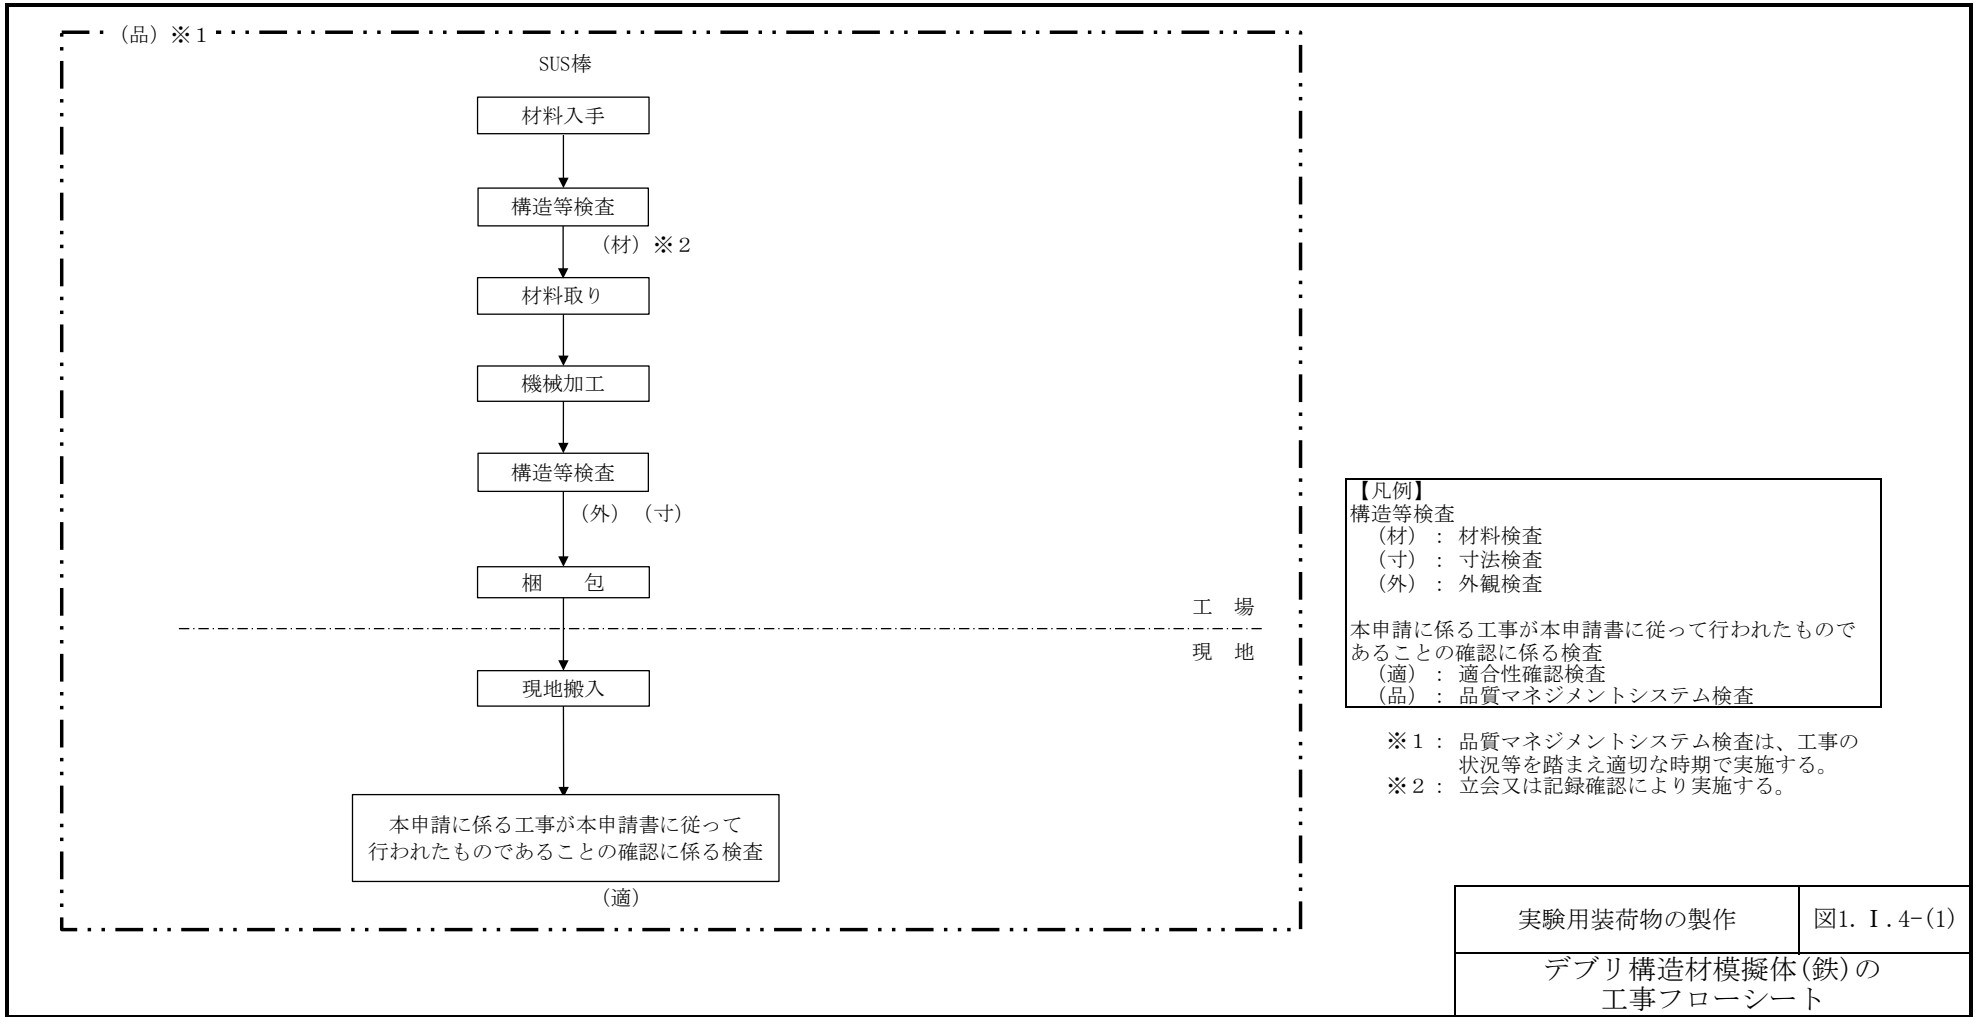 (品)※1
SUS棒
材料入手
構造等検査
(材)※2
材料取り
機械加工
構造等検査
(外)(寸)
梱　包
工　場
現　地
現地搬入
本申請に係る工事が本申請書に従って
行われたものであることの確認に係る検査
(適)
【凡例】
構造等検査
(材)：材料検査
(寸)：寸法検査
(外)：外観検査
本申請に係る工事が本申請書に従って行われたもので
あることの確認に係る検査
(適)：適合性確認検査
(品)：品質マネジメントシステム検査
※1：品質マネジメントシステム検査は、工事の
状況等を踏まえ適切な時期で実施する。
※2：立会又は記録確認により実施する。
実験用装荷物の製作
図1.Ⅰ.4-(1)
デブリ構造材模擬体(鉄)の
工事フローシート